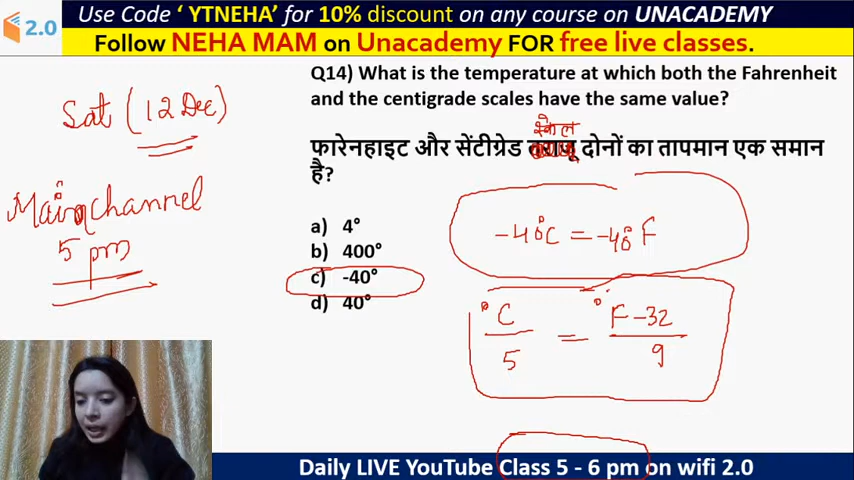 Use Code ‘ YTNEHA’ for 10% discount on any course on UNACADEMY
2.0
Follow NEHA MAM on Unacademy FOR free live classes.
Sat (12 Dec)
Main channel
5 pm
Q14) What is the temperature at which both the Fahrenheit
and the centigrade scales have the same value?
स्केल
फारेनहाइट और सेंटीग्रेड तराजू दोनों का तापमान एक समान
है?
a) 4°
b) 400°
c) -40°
d) 40°
-40°C = -40°F
°C/5 = °F-32/9
Daily LIVE YouTube Class 5 - 6 pm on wifi 2.0